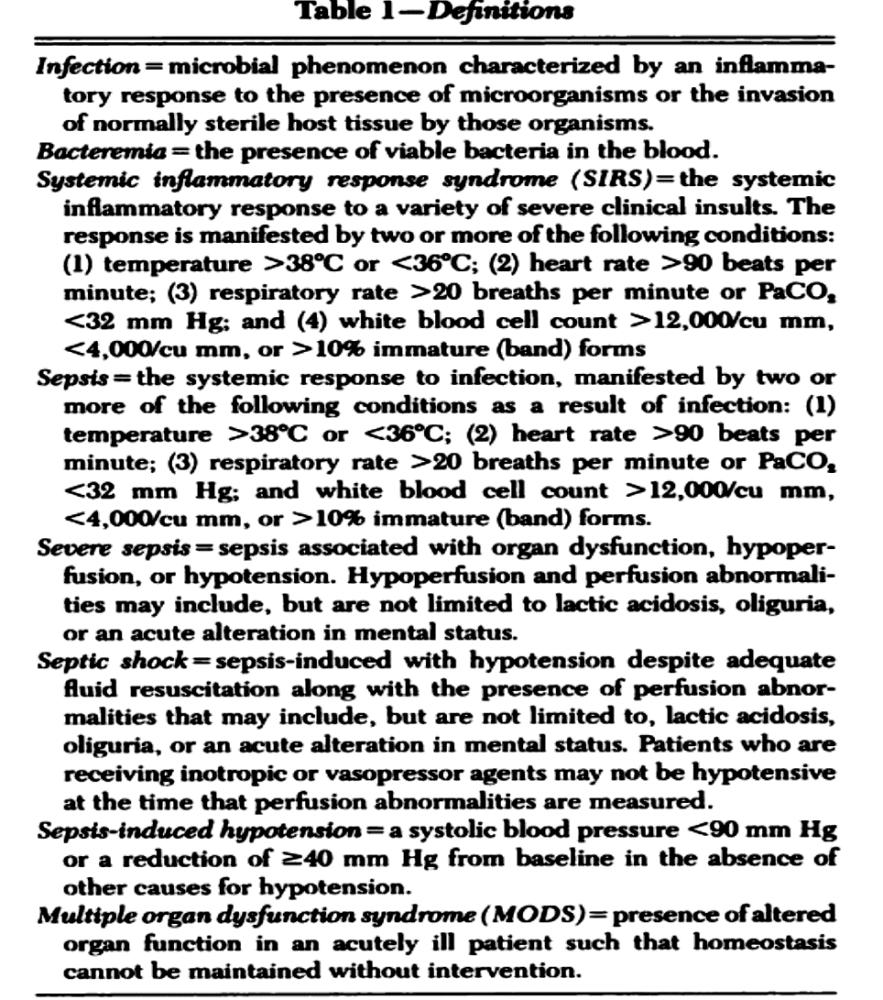 Table 1—Definitions
Infection = microbial phenomenon characterized by an inflamma-
tory response to the presence of microorganisms or the invasion
of normally sterile host tissue by those organisms.
Bacteremia = the presence of viable bacteria in the blood.
Systemic inflammatory response syndrome (SIRS) = the systemic
inflammatory response to a variety of severe clinical insults. The
response is manifested by two or more of the following conditions:
(1) temperature >38°C or <36°C; (2) heart rate >90 beats per
minute; (3) respiratory rate >20 breaths per minute or PaCO₂
<32 mm Hg; and (4) white blood cell count >12,000/cu mm,
<4,000/cu mm, or >10% immature (band) forms
Sepsis = the systemic response to infection, manifested by two or
more of the following conditions as a result of infection: (1)
temperature >38°C or <36°C; (2) heart rate >90 beats per
minute; (3) respiratory rate >20 breaths per minute or PaCO₂
<32 mm Hg; and white blood cell count >12,000/cu mm,
<4,000/cu mm, or >10% immature (band) forms.
Severe sepsis = sepsis associated with organ dysfunction, hypoper-
fusion, or hypotension. Hypoperfusion and perfusion abnormali-
ties may include, but are not limited to lactic acidosis, oliguria,
or an acute alteration in mental status.
Septic shock = sepsis-induced with hypotension despite adequate
fluid resuscitation along with the presence of perfusion abnor-
malities that may include, but are not limited to, lactic acidosis,
oliguria, or an acute alteration in mental status. Patients who are
receiving inotropic or vasopressor agents may not be hypotensive
at the time that perfusion abnormalities are measured.
Sepsis-induced hypotension = a systolic blood pressure <90 mm Hg
or a reduction of ≥40 mm Hg from baseline in the absence of
other causes for hypotension.
Multiple organ dysfunction syndrome (MODS) = presence of altered
organ function in an acutely ill patient such that homeostasis
cannot be maintained without intervention.